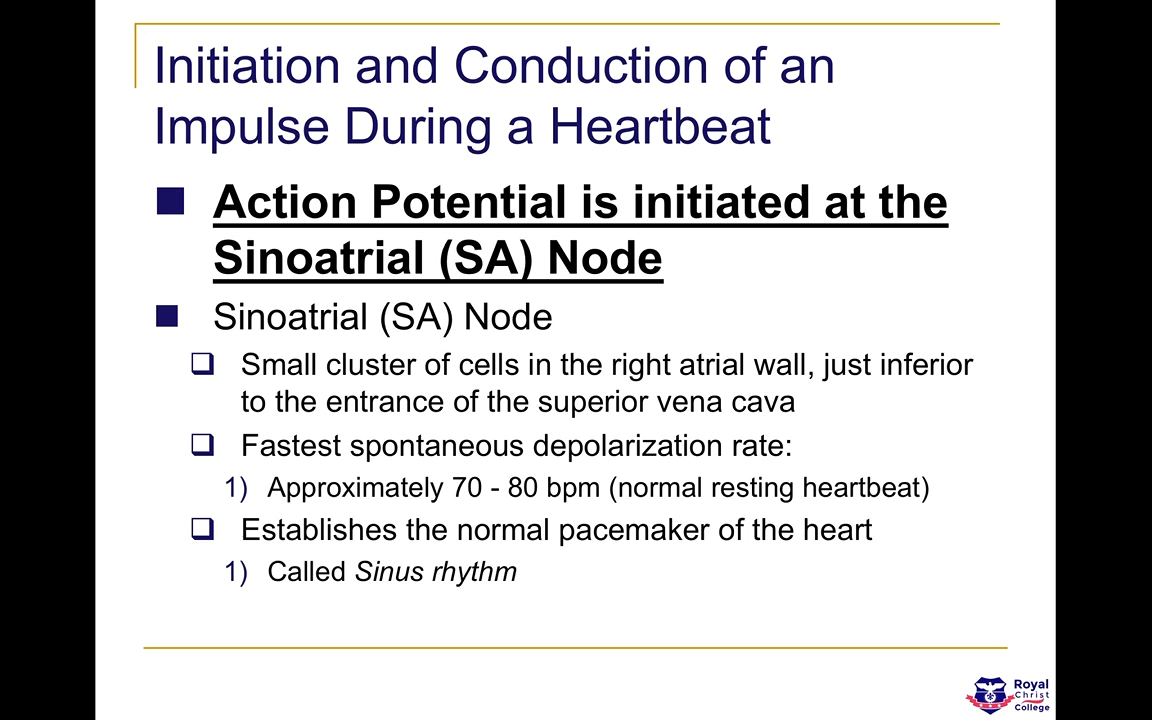 Initiation and Conduction of an
Impulse During a Heartbeat
Action Potential is initiated at the
Sinoatrial (SA) Node
Sinoatrial (SA) Node
Small cluster of cells in the right atrial wall, just inferior
to the entrance of the superior vena cava
Fastest spontaneous depolarization rate:
1) Approximately 70 - 80 bpm (normal resting heartbeat)
Establishes the normal pacemaker of the heart
1) Called Sinus rhythm
Royal
Christ
College